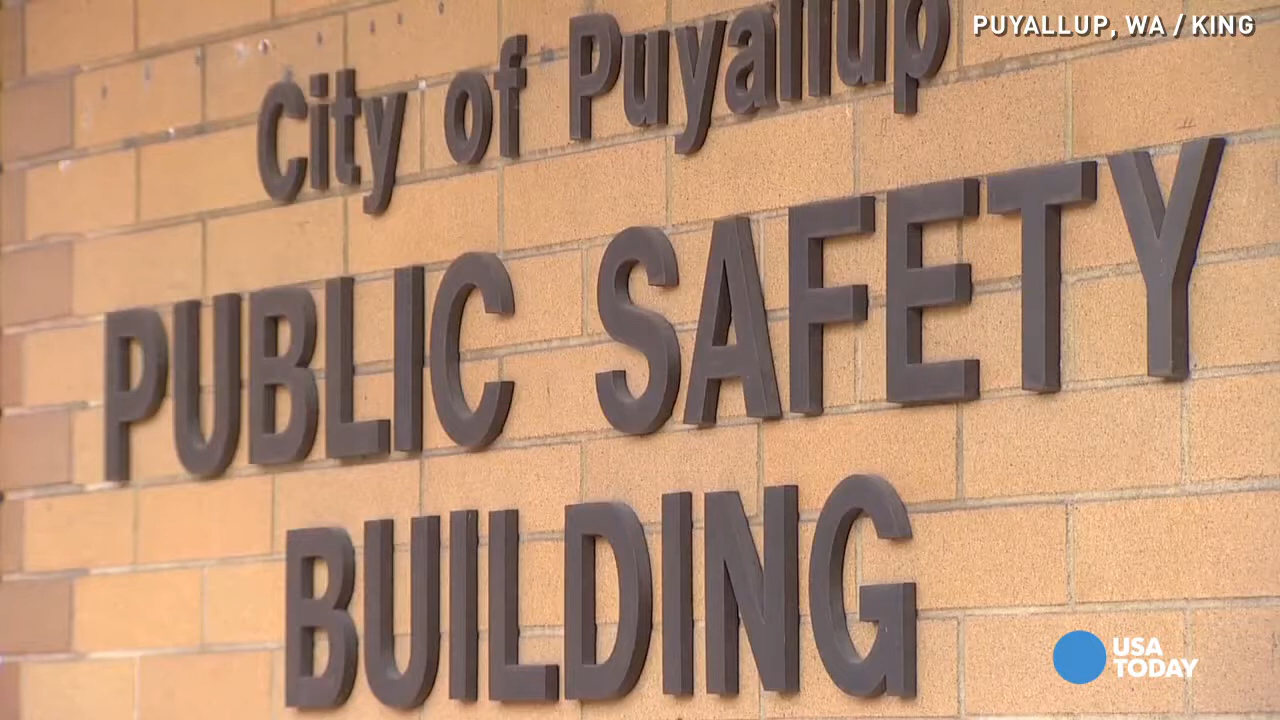 PUYALLUP, WA / KING
City of Puyallup
PUBLIC SAFETY
BUILDING
USA
TODAY